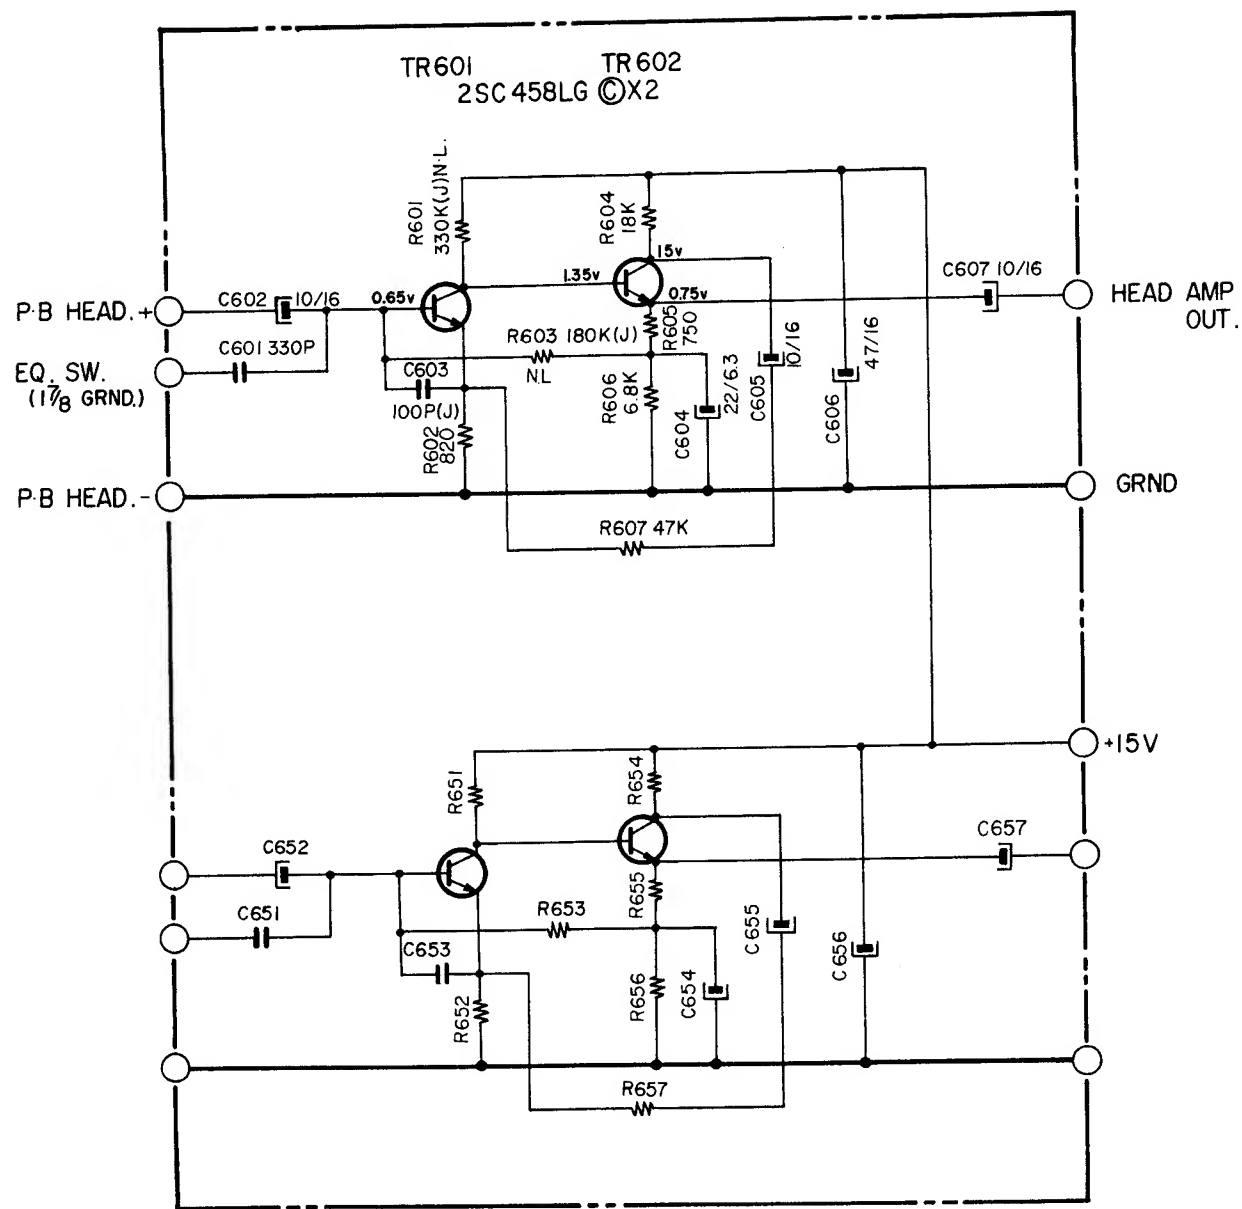 TR601 TR602
2SC458LG ©X2
R601
330K(J)N·L.
R604
18K
15v
1.35v
0.65v
0.75v
C607 10/16
HEAD AMP
OUT.
P·B HEAD.+
C602 10/16
C601 330P
EQ. SW.
(1⅞ GRND.)
R603 180K(J)
N.L
R605
750
10/16
C605
47/16
C606
C603
100P(J)
R602
820
R606
6.8K
22/6.3
C604
P·B HEAD.-
GRND
R607 47K
+15V
R651
R654
C652
C657
C651
R655
R653
C655
C653
C656
R652
R656
C654
R657